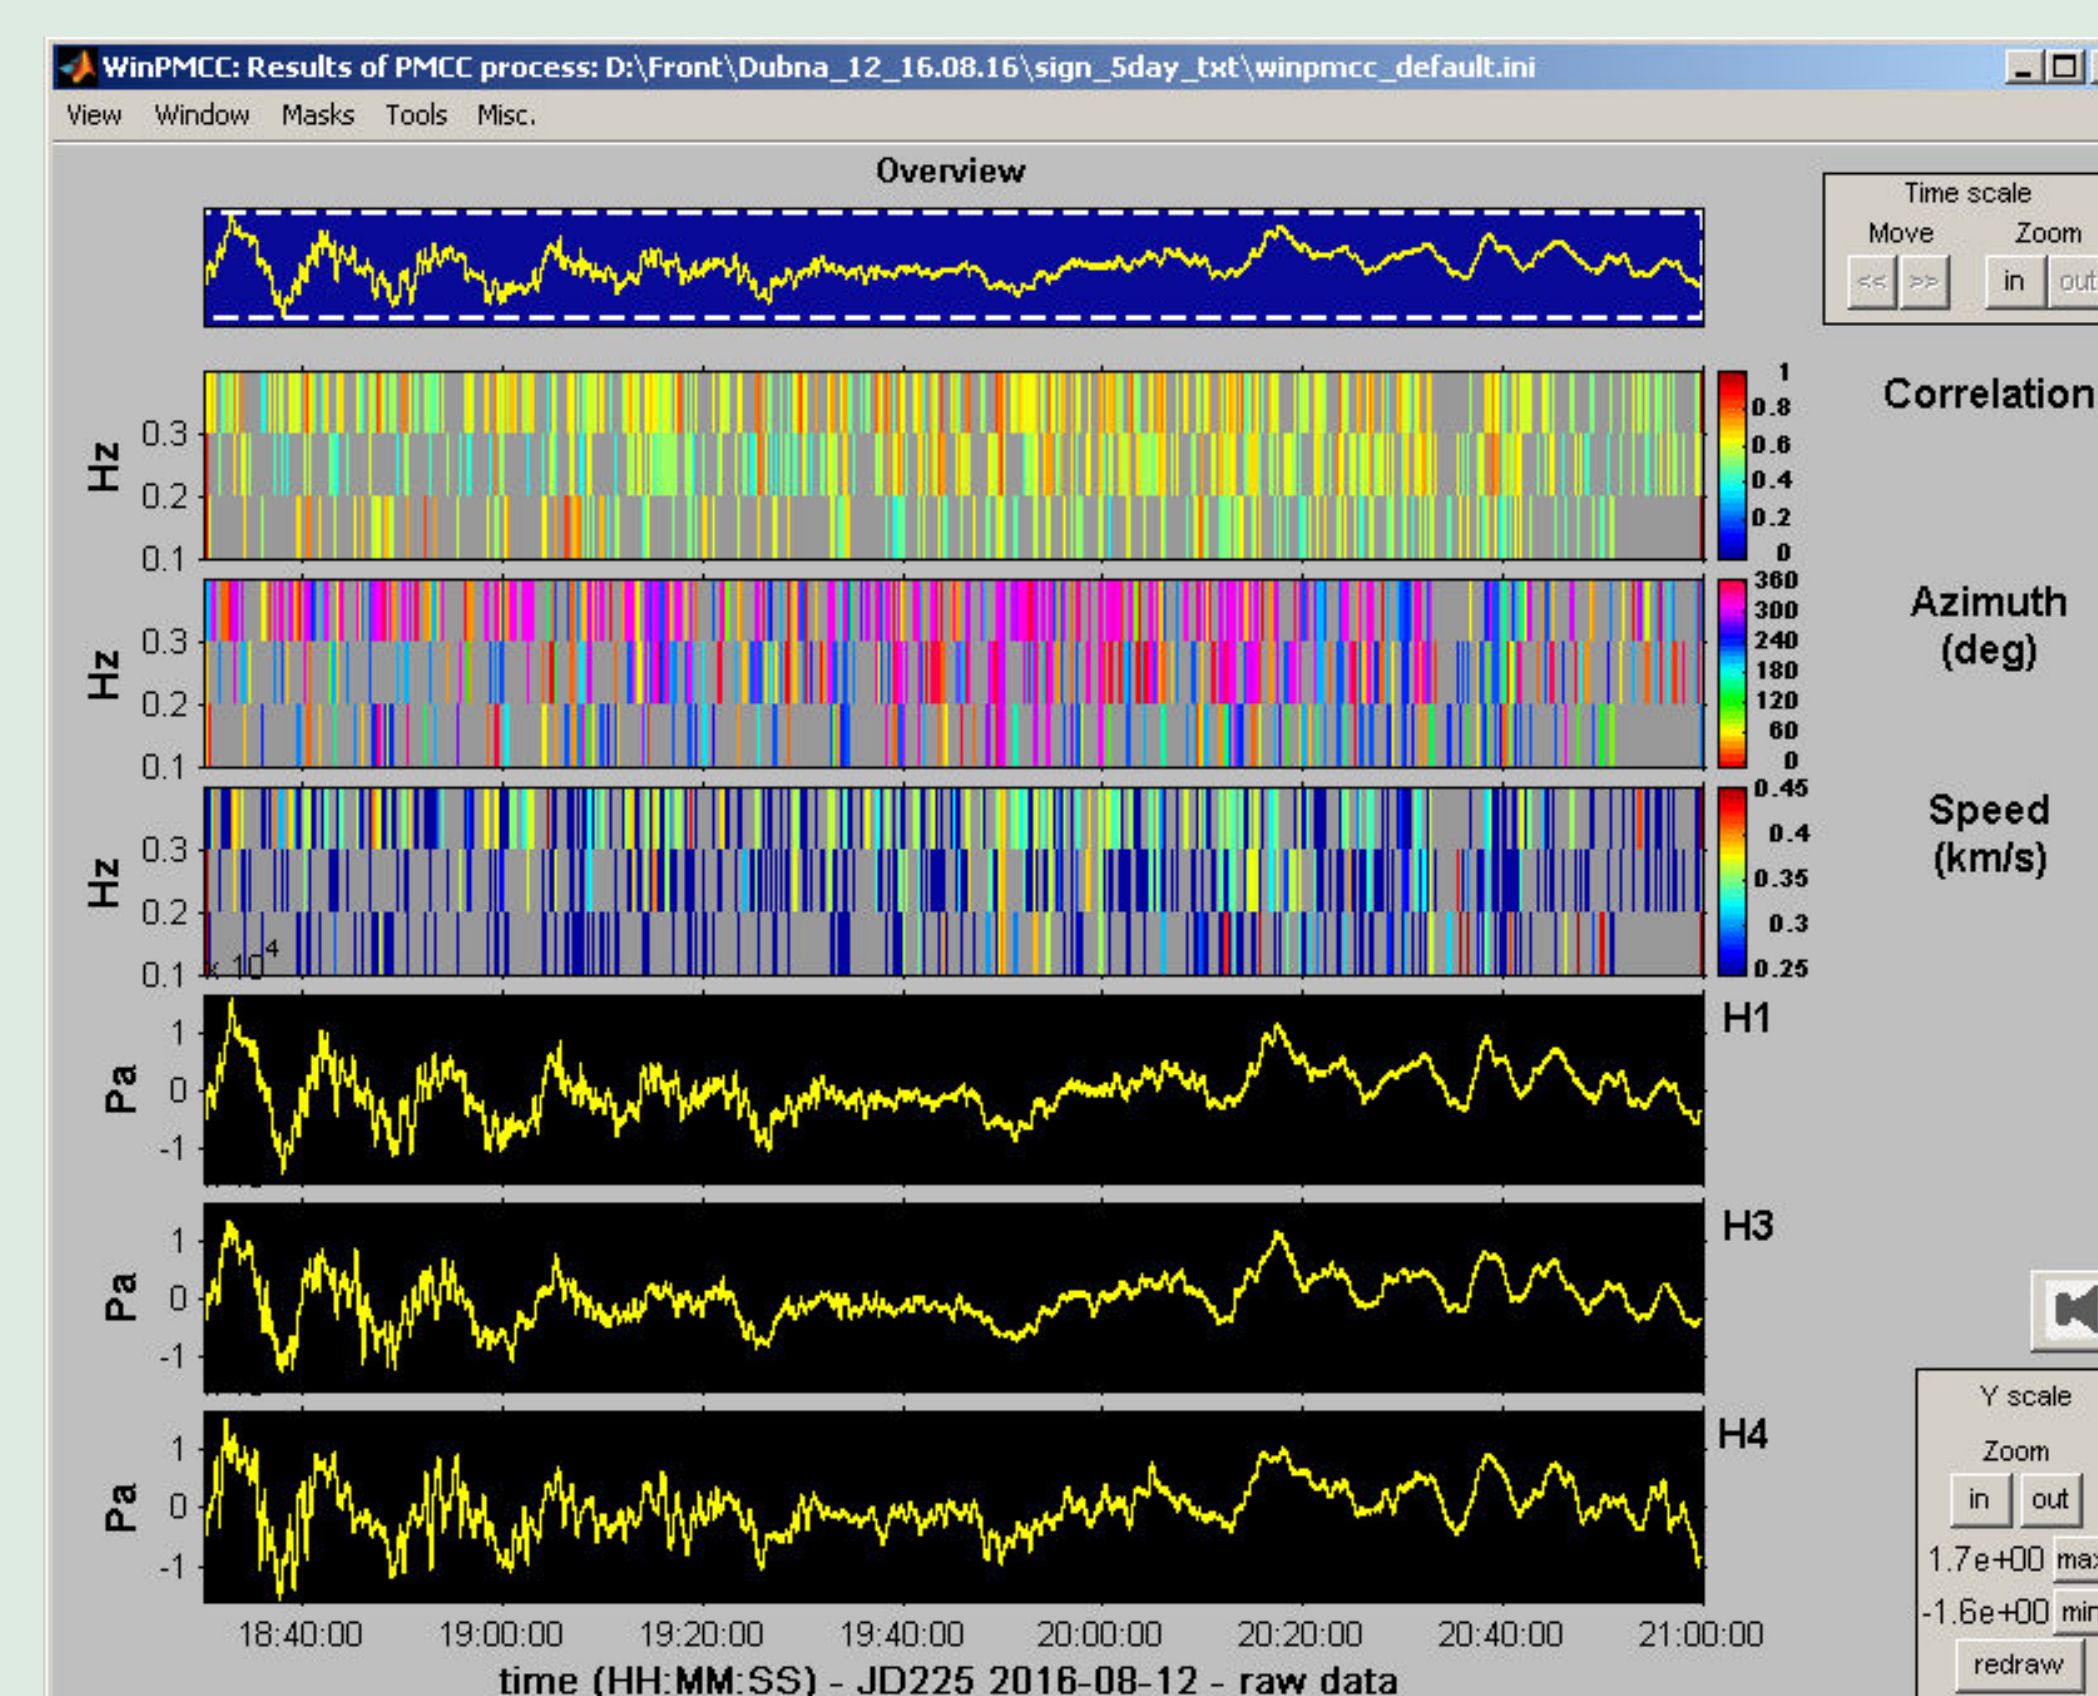 WinPMCC: Results of PMCC process: D:\Front\Dubna_12_16.08.16\sign_5day_txt\winpmcc_default.ini
View Window Masks Tools Misc.
Overview
Time scale
Move Zoom
<< >> in out
Correlation
Hz
0.3
0.2
0.1
1
0.8
0.6
0.4
0.2
0
Azimuth
(deg)
Hz
0.3
0.2
0.1
360
300
240
180
120
60
0
Speed
(km/s)
Hz
0.3
0.2
0.1
0.45
0.4
0.35
0.3
0.25
x 10^4
H1
Pa
1
0
-1
H3
Pa
1
0
-1
H4
Pa
1
0
-1
Y scale
Zoom
in out
1.7e+00 max
-1.6e+00 min
redraw
18:40:00 19:00:00 19:20:00 19:40:00 20:00:00 20:20:00 20:40:00 21:00:00
time (HH:MM:SS) - JD225 2016-08-12 - raw data